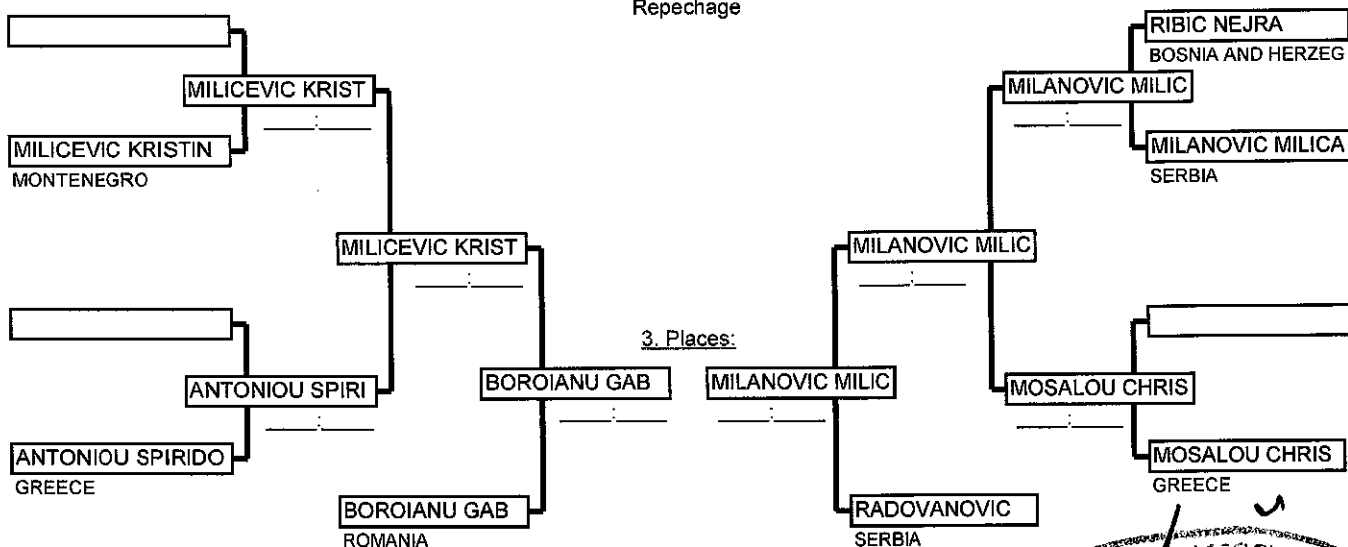 Repechage
RIBIC NEJRA
BOSNIA AND HERZEG
MILICEVIC KRIST
MILANOVIC MILIC
MILICEVIC KRISTIN
MONTENEGRO
MILANOVIC MILICA
SERBIA
MILICEVIC KRIST
MILANOVIC MILIC
3. Places:
ANTONIOU SPIRI
BOROIANU GAB
MILANOVIC MILIC
MOSALOU CHRIS
ANTONIOU SPIRIDO
GREECE
MOSALOU CHRIS
GREECE
BOROIANU GAB
ROMANIA
RADOVANOVIC
SERBIA